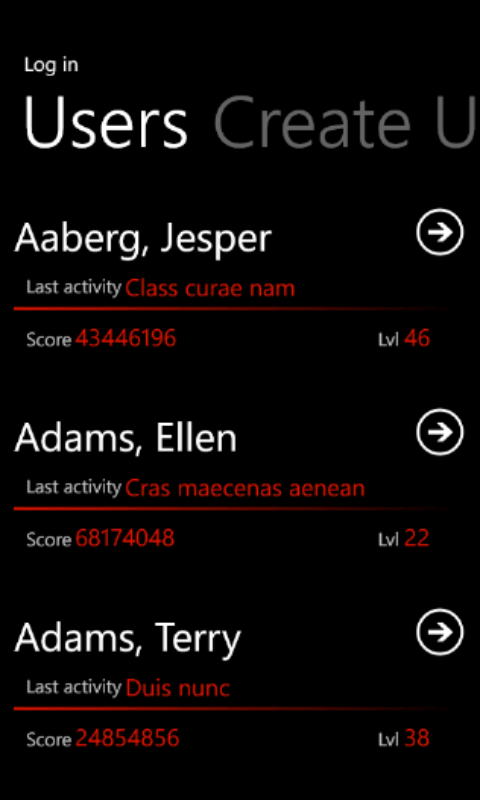 Log in
Users Create U
Aaberg, Jesper
Last activity Class curae nam
Score 43446196 Lvl 46
Adams, Ellen
Last activity Cras maecenas aenean
Score 68174048 Lvl 22
Adams, Terry
Last activity Duis nunc
Score 24854856 Lvl 38